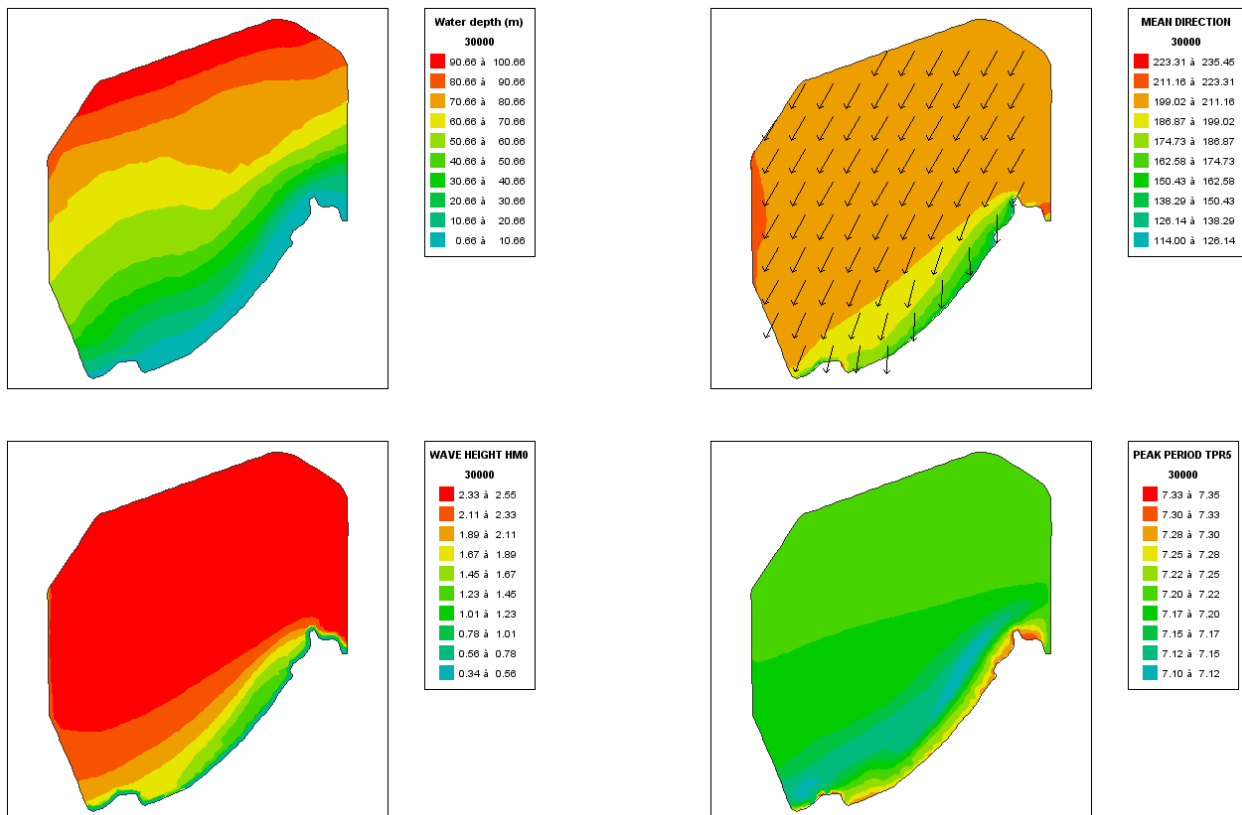 Water depth (m)
30000
90.66 à 100.66
80.66 à 90.66
70.66 à 80.66
60.66 à 70.66
50.66 à 60.66
40.66 à 50.66
30.66 à 40.66
20.66 à 30.66
10.66 à 20.66
0.66 à 10.66
MEAN DIRECTION
30000
223.31 à 235.45
211.16 à 223.31
199.02 à 211.16
186.87 à 199.02
174.73 à 186.87
162.58 à 174.73
150.43 à 162.58
138.29 à 150.43
126.14 à 138.29
114.00 à 126.14
WAVE HEIGHT HM0
30000
2.33 à 2.55
2.11 à 2.33
1.89 à 2.11
1.67 à 1.89
1.45 à 1.67
1.23 à 1.45
1.01 à 1.23
0.78 à 1.01
0.56 à 0.78
0.34 à 0.56
PEAK PERIOD TPR5
30000
7.33 à 7.35
7.30 à 7.33
7.28 à 7.30
7.25 à 7.28
7.22 à 7.25
7.20 à 7.22
7.17 à 7.20
7.15 à 7.17
7.12 à 7.15
7.10 à 7.12